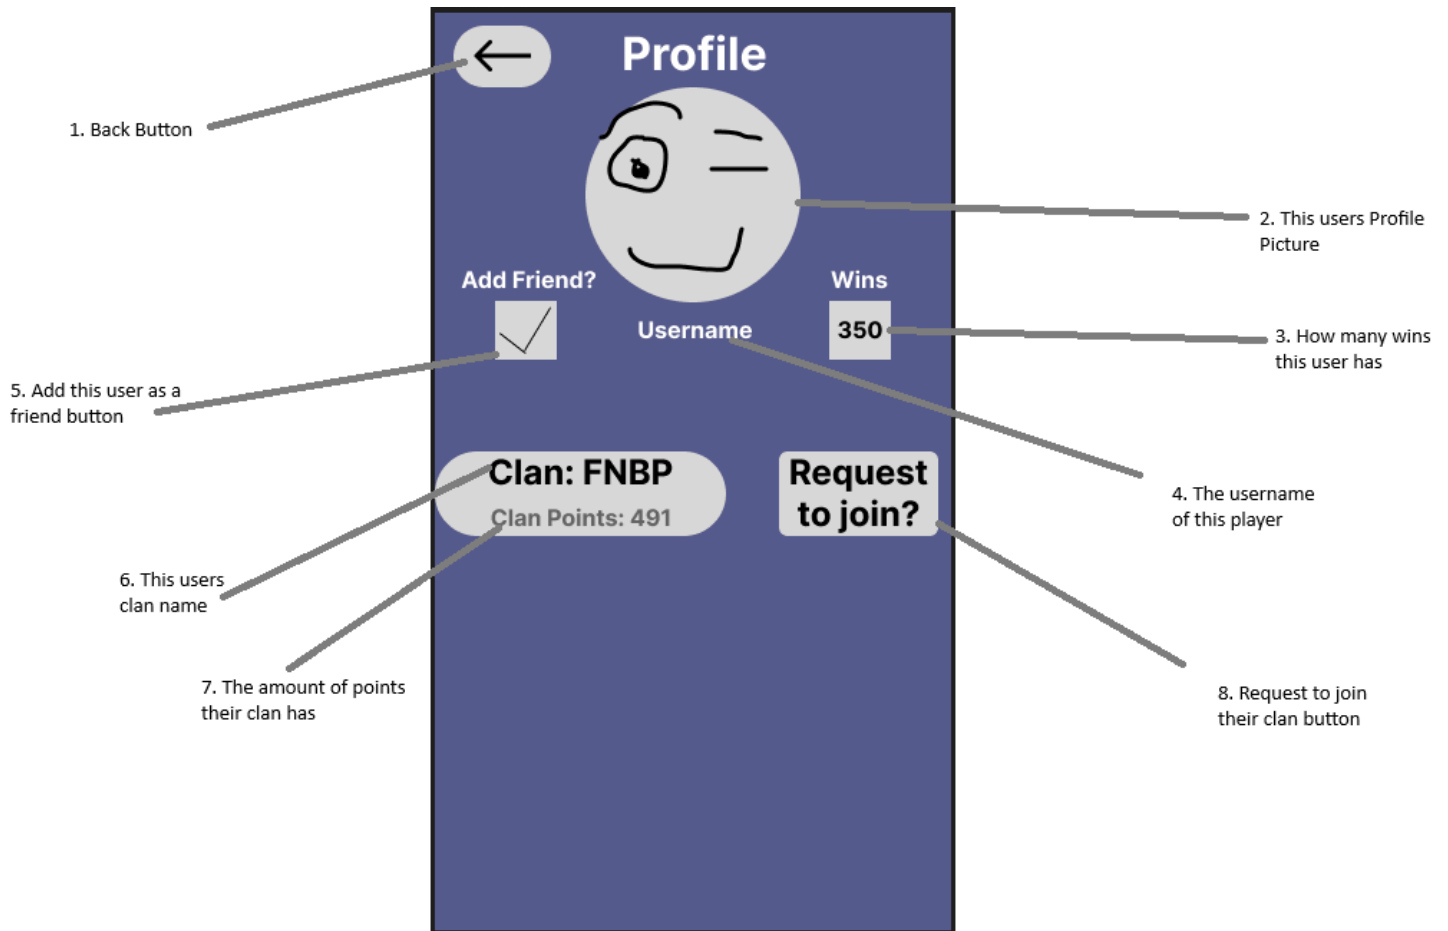 Profile
1. Back Button
2. This users Profile
Picture
Add Friend?
Wins
Username
350
3. How many wins
this user has
5. Add this user as a
friend button
Clan: FNBP
Clan Points: 491
Request
to join?
4. The username
of this player
6. This users
clan name
7. The amount of points
their clan has
8. Request to join
their clan button